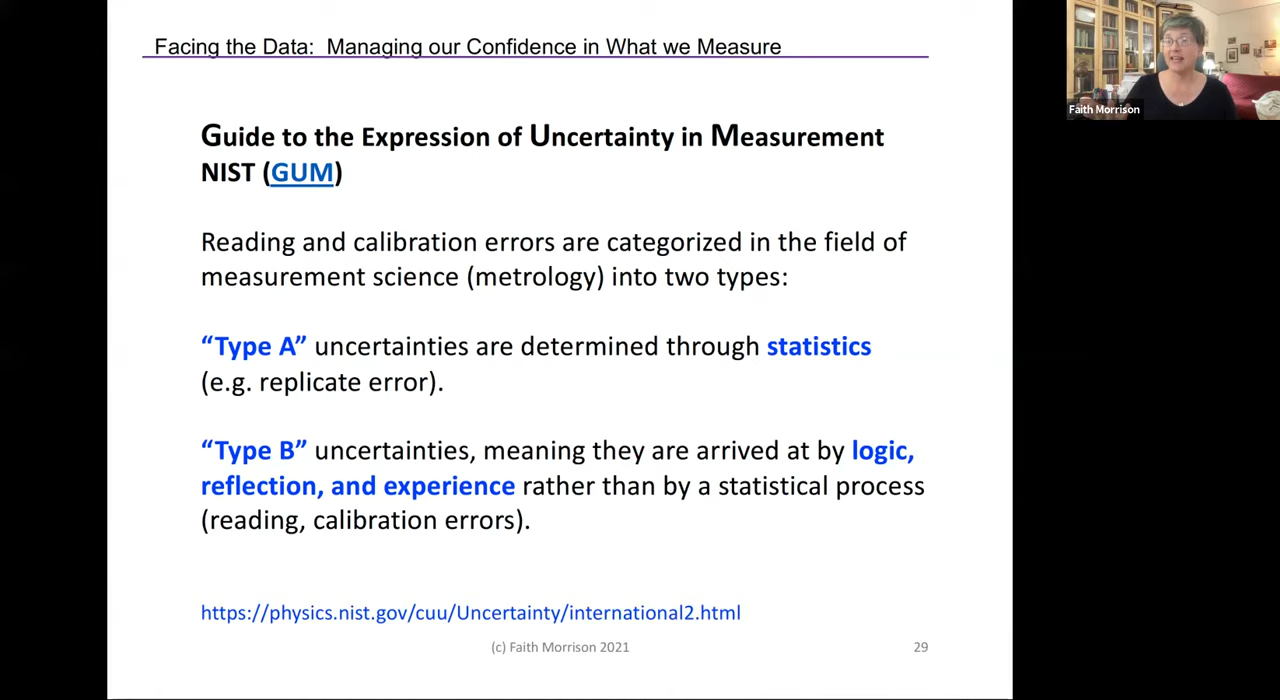 Facing the Data: Managing our Confidence in What we Measure
Faith Morrison
Guide to the Expression of Uncertainty in Measurement
NIST (GUM)
Reading and calibration errors are categorized in the field of
measurement science (metrology) into two types:
“Type A” uncertainties are determined through statistics
(e.g. replicate error).
“Type B” uncertainties, meaning they are arrived at by logic,
reflection, and experience rather than by a statistical process
(reading, calibration errors).
https://physics.nist.gov/cuu/Uncertainty/international2.html
(c) Faith Morrison 2021
29